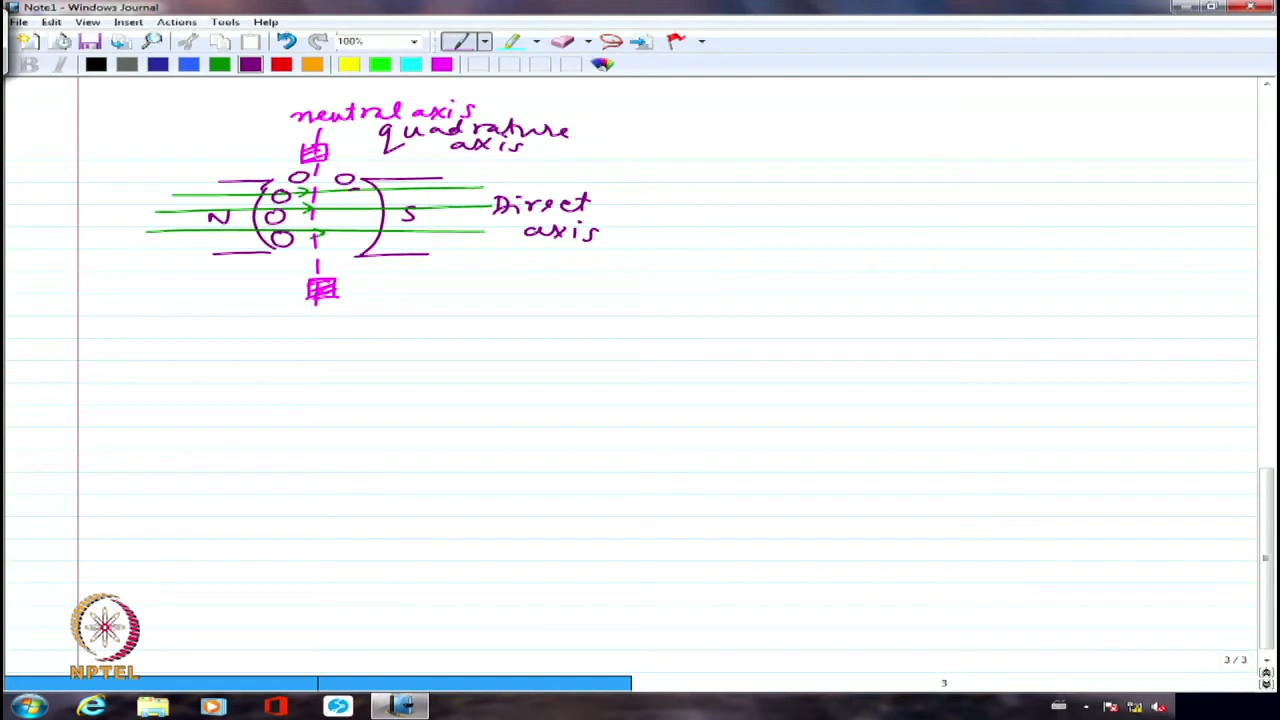 Note1 - Windows Journal
File Edit View Insert Actions Tools Help
100%
B I
neutral axis
quadrature
axis
N
S
Direct
axis
3 / 3
NPTEL
3